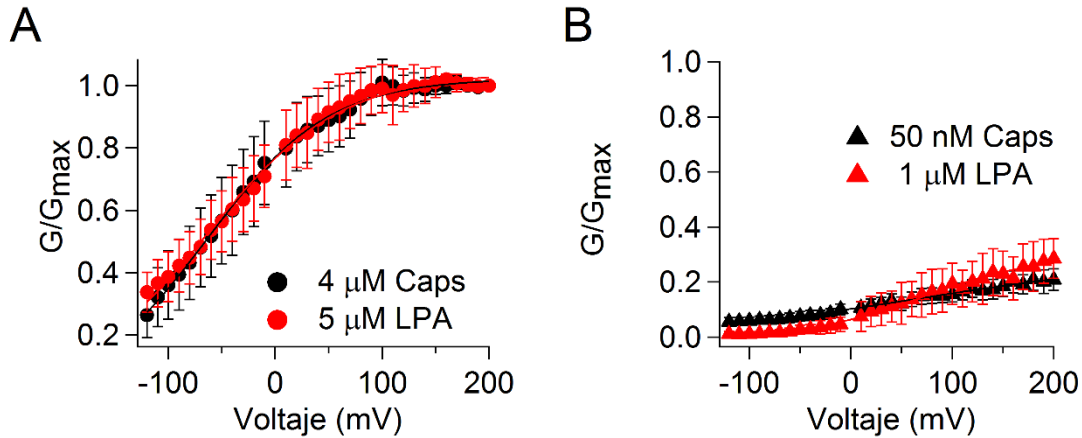 A
G/Gmax
1.0
0.8
0.6
0.4
0.2
4 μM Caps
5 μM LPA
-100
0
100
200
Voltaje (mV)
B
G/Gmax
1.0
0.8
0.6
0.4
0.2
0.0
50 nM Caps
1 μM LPA
-100
0
100
200
Voltaje (mV)